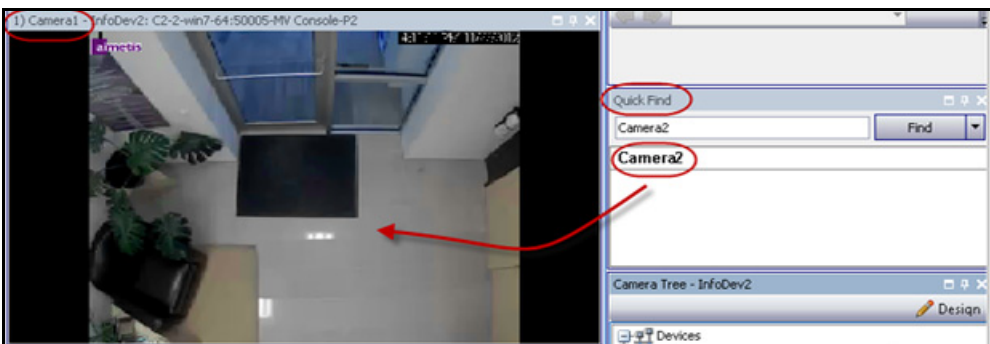 1) Camera1 - InfoDev2: C2-2-win7-64:50005-MV Console-P2
aimetis
Quick Find
Camera2
Find
Camera2
Camera Tree - InfoDev2
Design
Devices